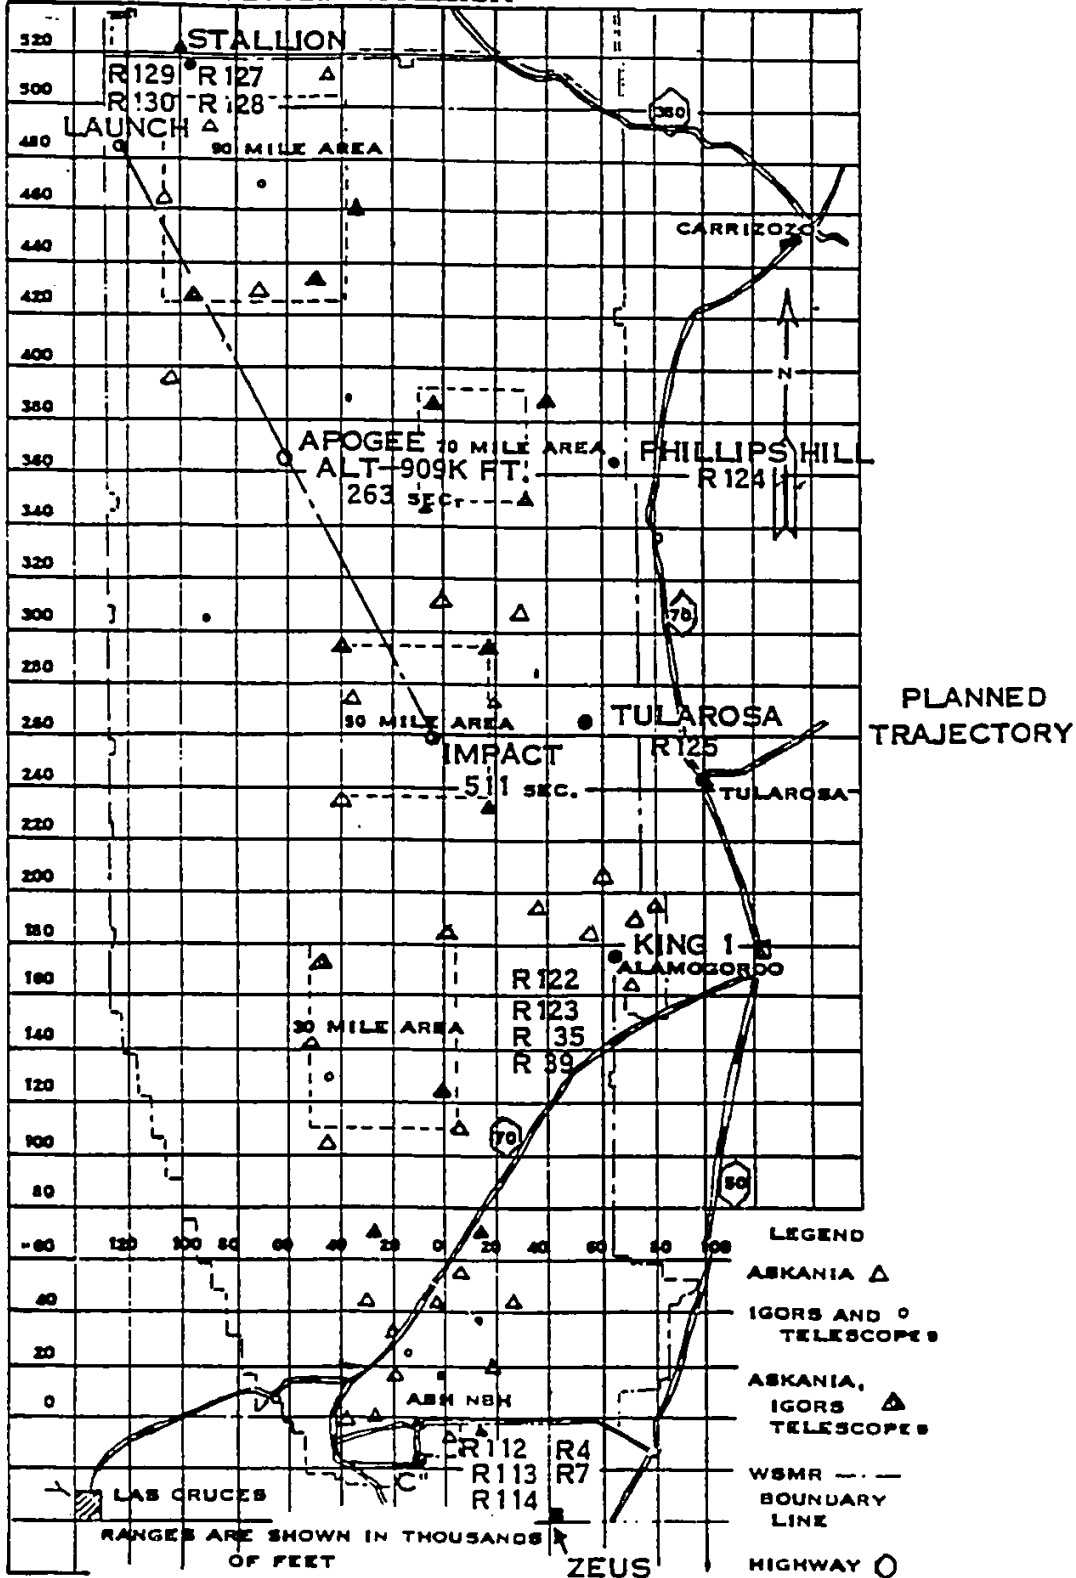 520
STALLION
R129 R127
500
R130 R128
LAUNCH
380
480
90 MILE AREA
460
CARRIZOZO
440
420
N
400
380
APOGEE 70 MILE AREA
PHILLIPS HILL
360
ALT-909K FT.
R124
263 SEC.
340
320
300
70
280
PLANNED
TRAJECTORY
50 MILE AREA
TULAROSA
260
R125
IMPACT
240
511 SEC.
TULAROSA
220
200
180
KING 1
ALAMOGORDO
160
R122
R123
30 MILE AREA
R 35
140
R 39
120
70
100
80
50
60
120 100 80 60 40 20 0 20 40 60 80 100
LEGEND
ASKANIA
40
IGORS AND
TELESCOPES
20
ASKANIA,
IGORS
TELESCOPES
0
ABH NBH
R112 R4
R113 R7
R114
"C"
WSMR
BOUNDARY
LINE
LAS CRUCES
RANGES ARE SHOWN IN THOUSANDS
OF FEET
ZEUS
HIGHWAY